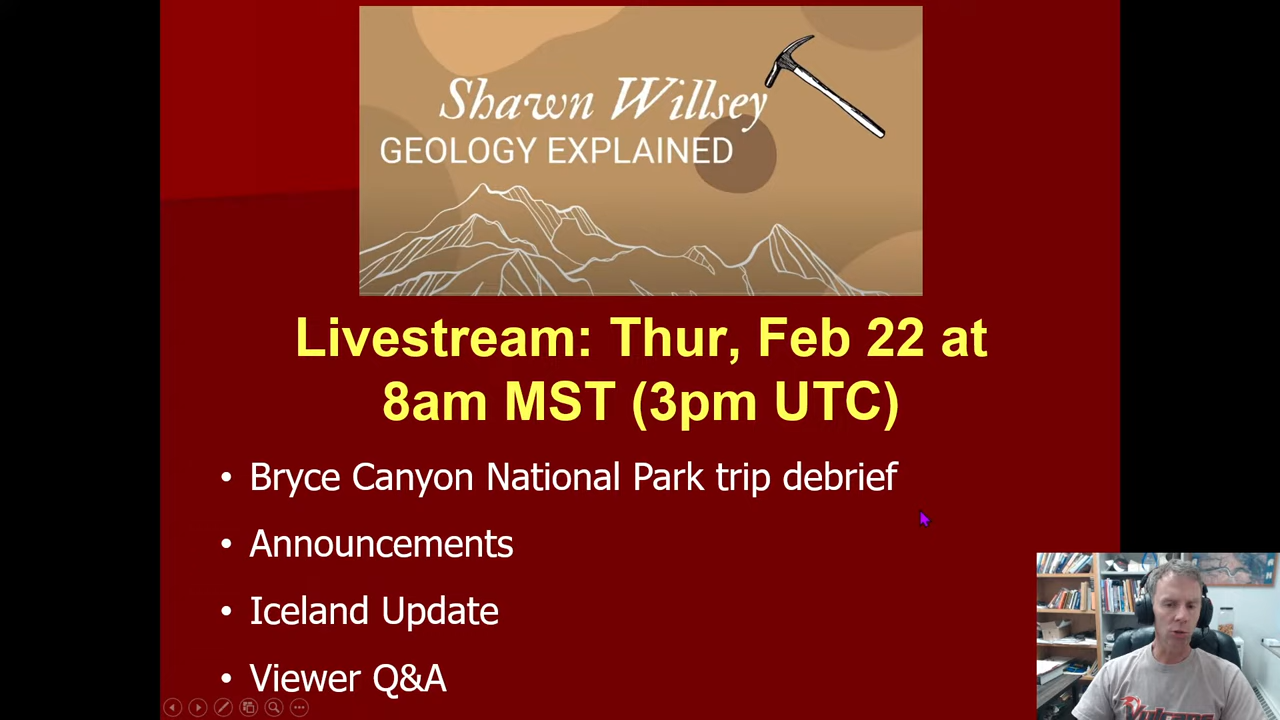 Shawn Willsey
GEOLOGY EXPLAINED
Livestream: Thur, Feb 22 at
8am MST (3pm UTC)
• Bryce Canyon National Park trip debrief
• Announcements
• Iceland Update
• Viewer Q&A